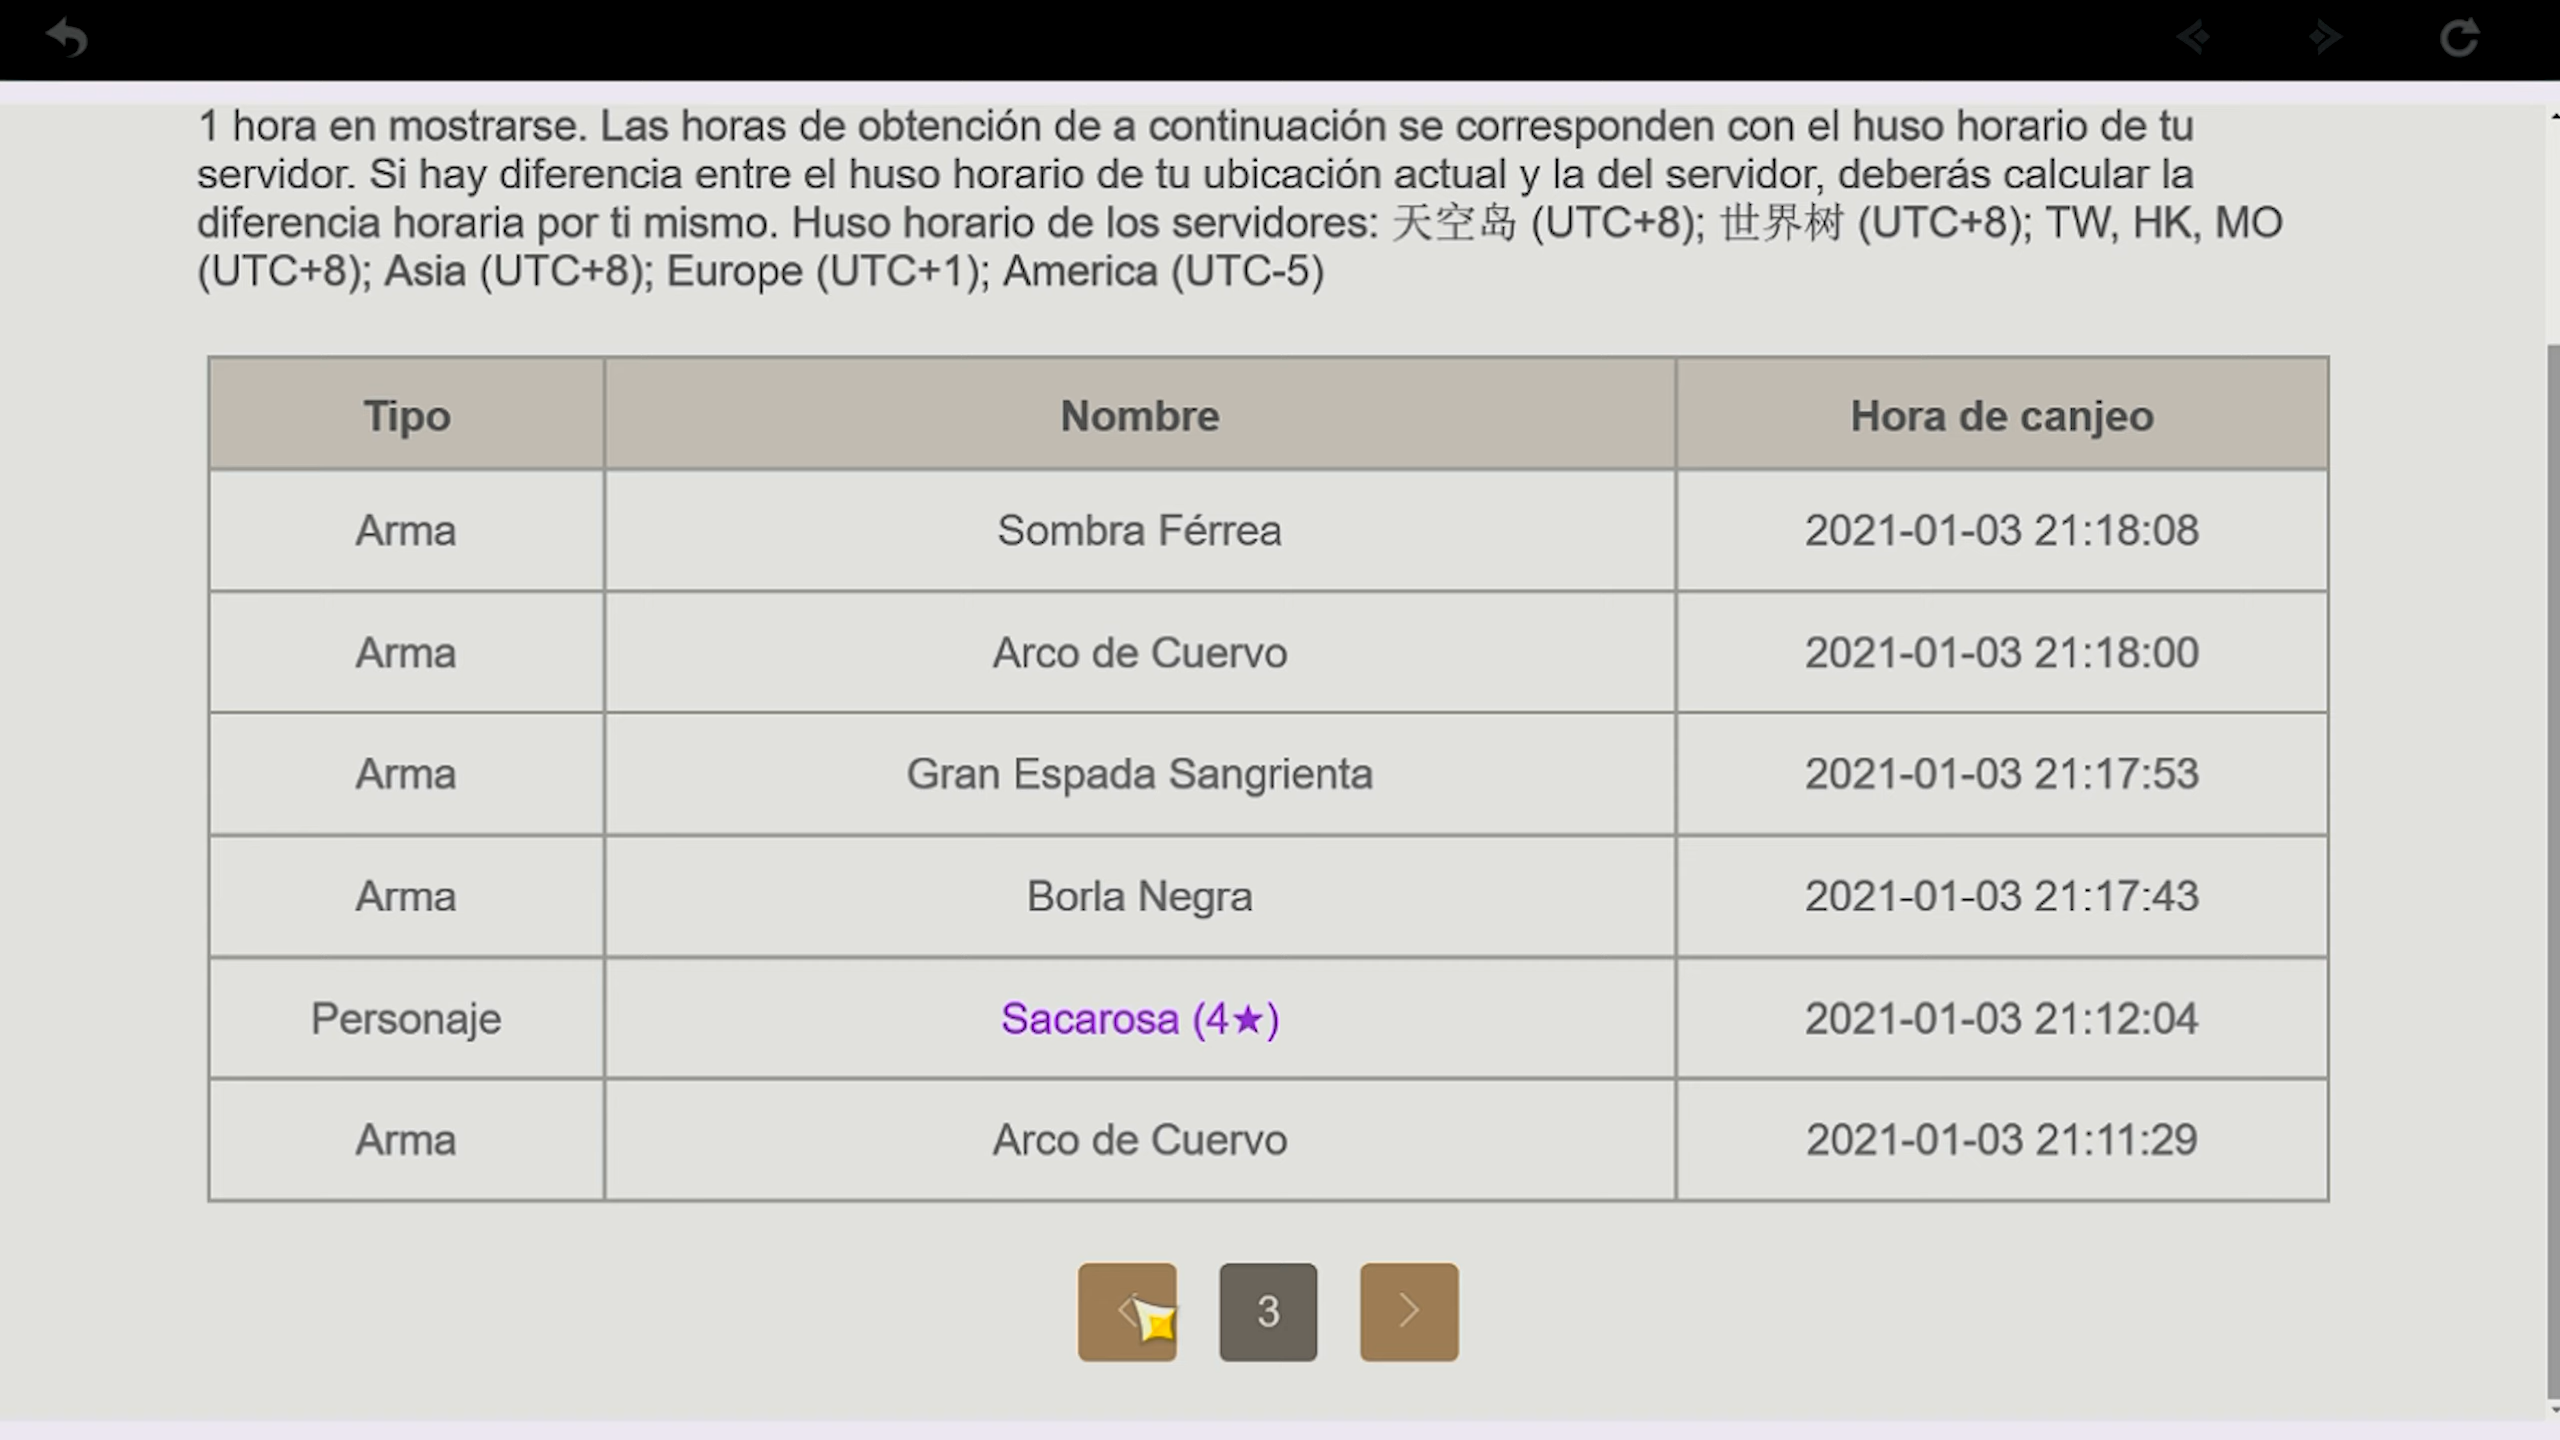 1 hora en mostrarse. Las horas de obtención de a continuación se corresponden con el huso horario de tu
servidor. Si hay diferencia entre el huso horario de tu ubicación actual y la del servidor, deberás calcular la
diferencia horaria por ti mismo. Huso horario de los servidores: 天空岛 (UTC+8); 世界树 (UTC+8); TW, HK, MO
(UTC+8); Asia (UTC+8); Europe (UTC+1); America (UTC-5)
Tipo Nombre Hora de canjeo
Arma Sombra Férrea 2021-01-03 21:18:08
Arma Arco de Cuervo 2021-01-03 21:18:00
Arma Gran Espada Sangrienta 2021-01-03 21:17:53
Arma Borla Negra 2021-01-03 21:17:43
Personaje Sacarosa (4★) 2021-01-03 21:12:04
Arma Arco de Cuervo 2021-01-03 21:11:29
3